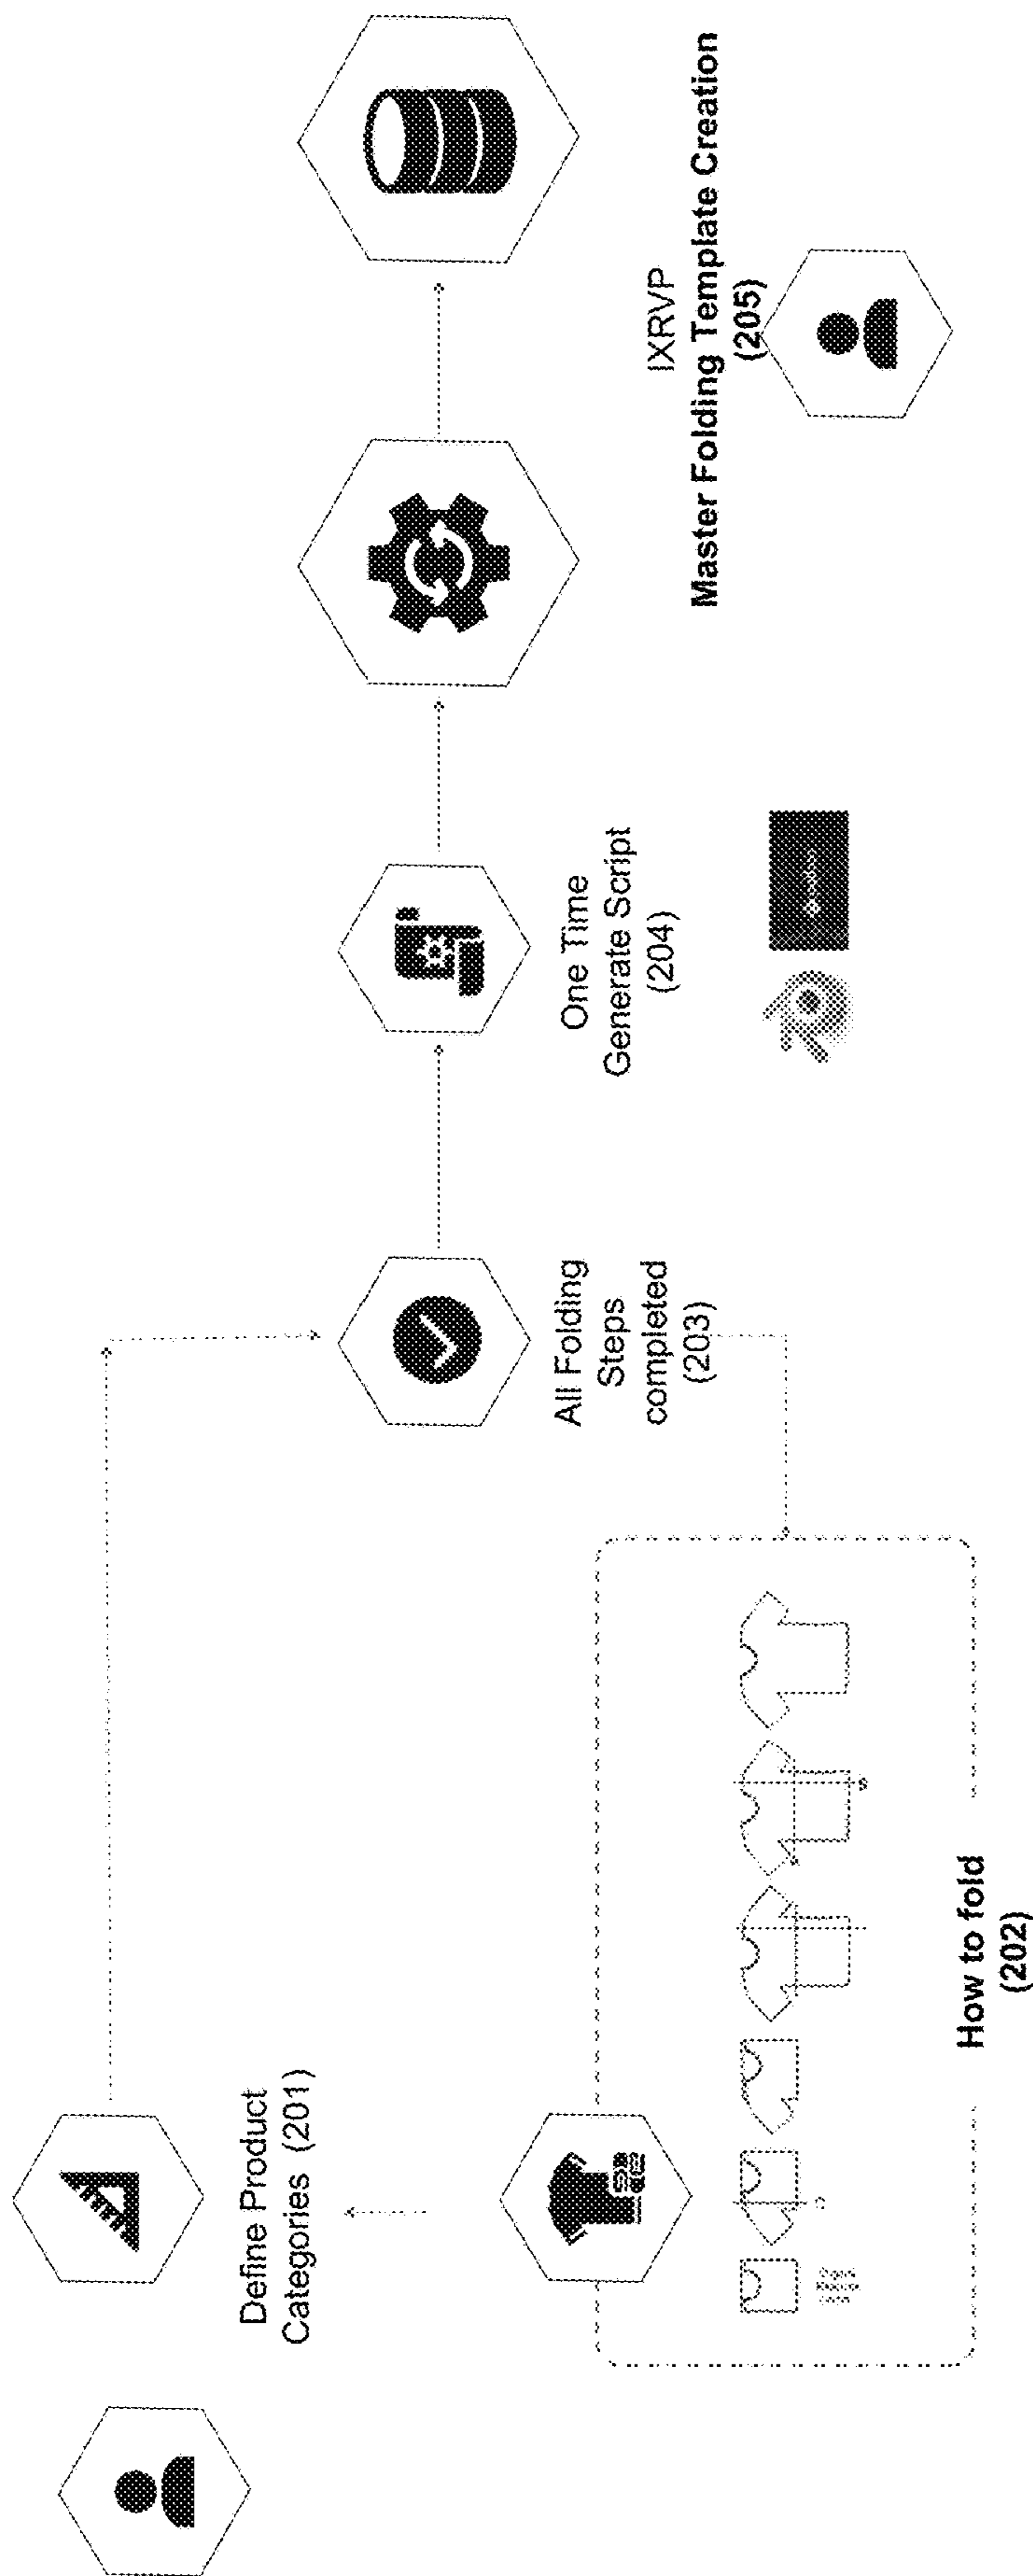 Define Product
Categories (201)
How to fold
(202)
All Folding
Steps
completed
(203)
One Time
Generate Script
(204)
IXRVP
Master Folding Template Creation
(205)